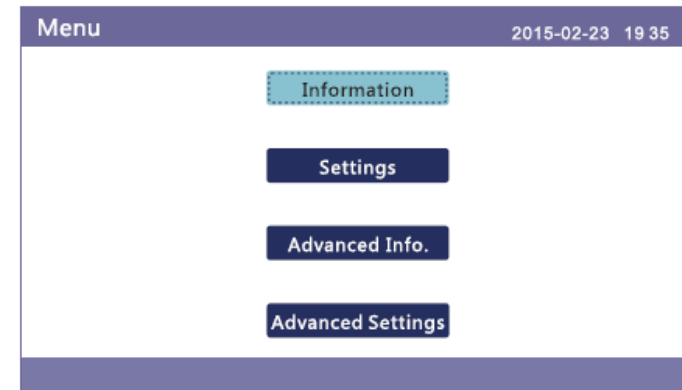 Menu
2015-02-23 19 35
Information
Settings
Advanced Info.
Advanced Settings